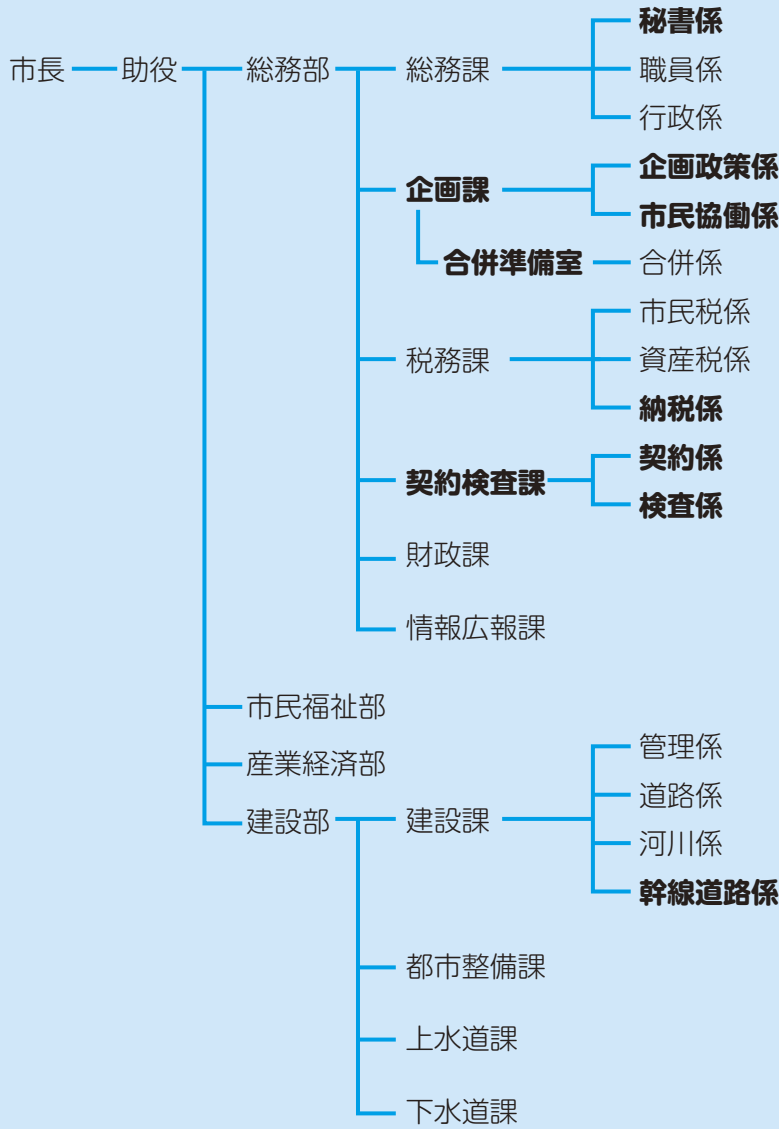 秘書係
市長 助役 総務部 総務課 職員係
行政係
企画政策係
企画課
市民協働係
合併準備室 合併係
市民税係
税務課 資産税係
納税係
契約係
契約検査課
検査係
財政課
情報広報課
市民福祉部
管理係
産業経済部
道路係
建設部 建設課
河川係
幹線道路係
都市整備課
上水道課
下水道課